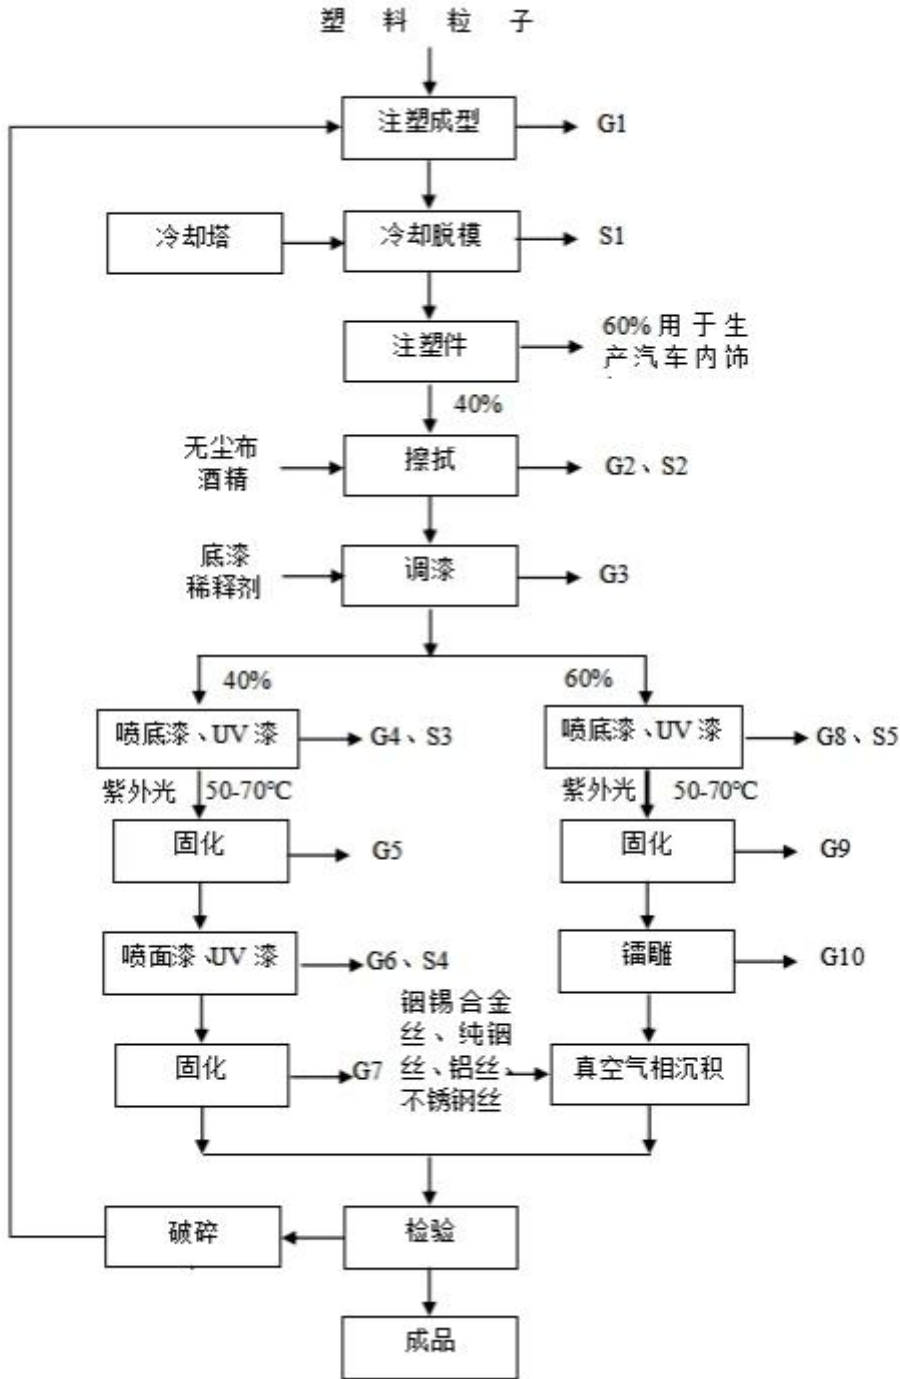 塑 料 粒 子
注塑成型
G1
冷却塔
冷却脱模
S1
注塑件
60%用于生
产汽车内饰
40%
无尘布
酒精
擦拭
G2、S2
底漆
稀释剂
调漆
G3
40%
60%
喷底漆、UV漆
G4、S3
喷底漆、UV漆
G8、S5
紫外光
50-70℃
紫外光
50-70℃
固化
G5
固化
G9
喷面漆、UV漆
G6、S4
镭雕
G10
固化
G7
铟锡合金
丝、纯铟
丝、铝丝、
不锈钢丝
真空气相沉积
破碎
检验
成品